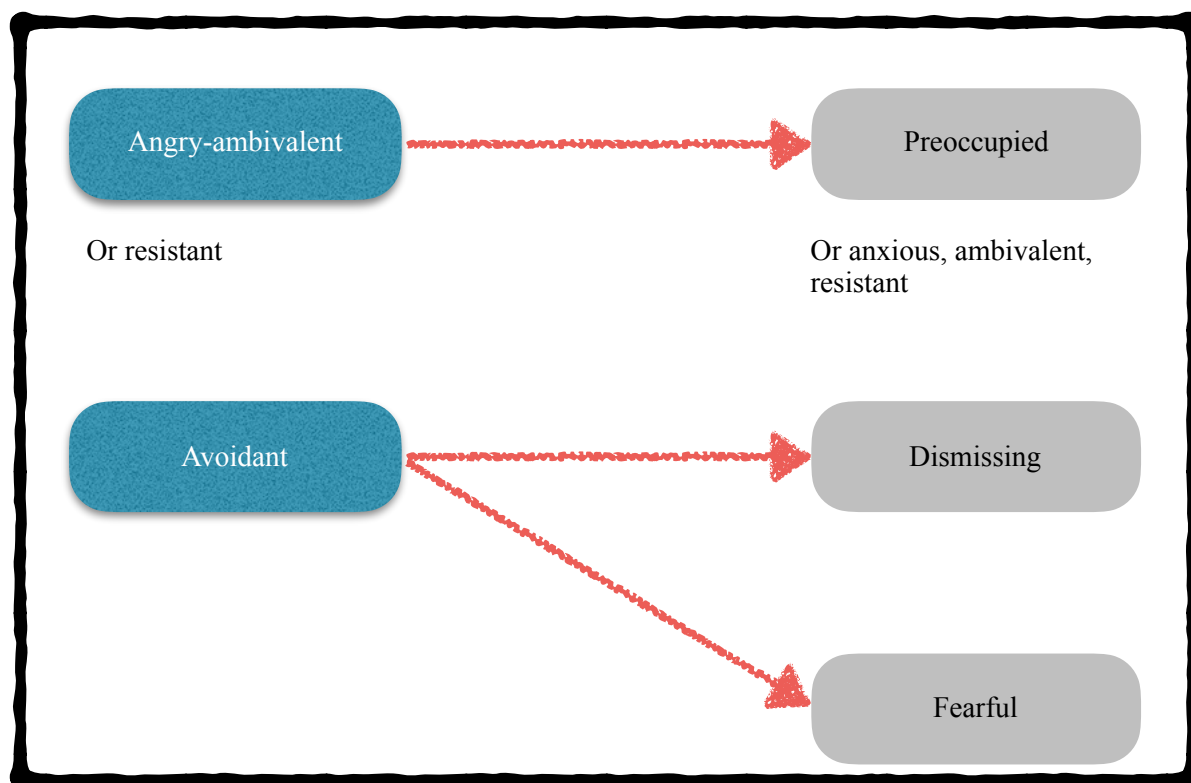 Angry-ambivalent
Preoccupied
Or resistant
Or anxious, ambivalent,
resistant
Avoidant
Dismissing
Fearful